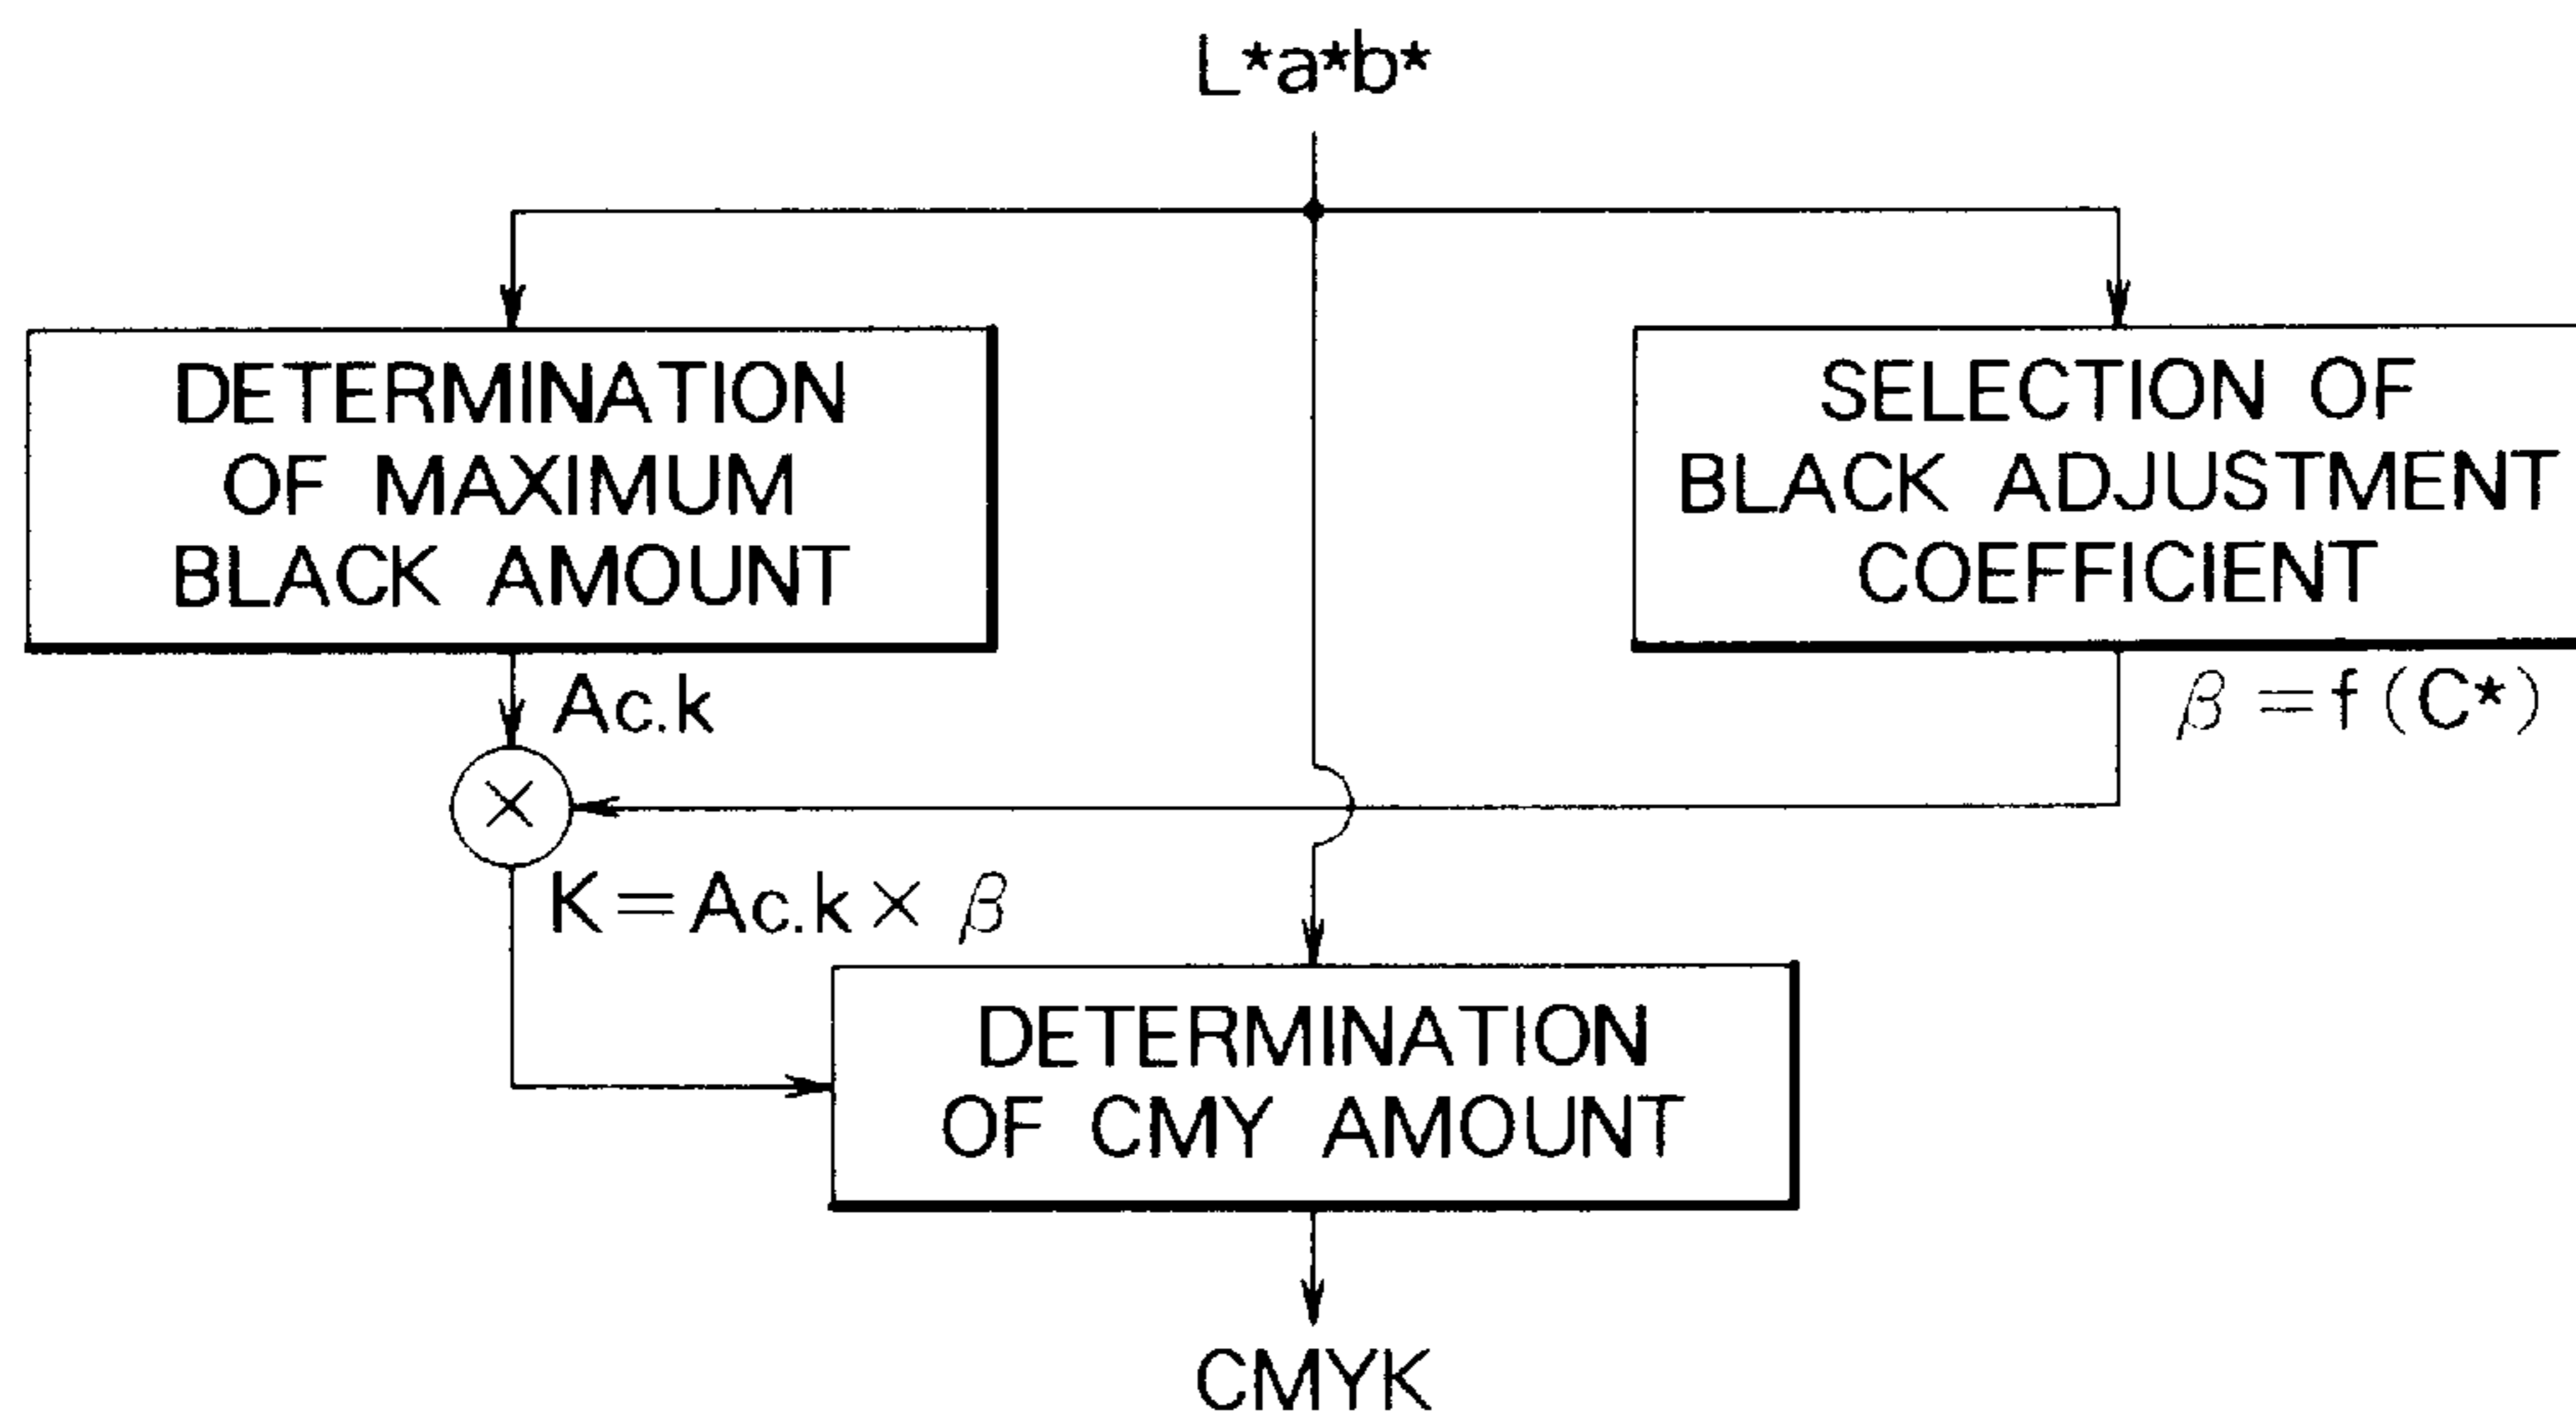 L*a*b*
DETERMINATION
OF MAXIMUM
BLACK AMOUNT
SELECTION OF
BLACK ADJUSTMENT
COEFFICIENT
Ac.k
β=f(C*)
×
K=Ac.k×β
DETERMINATION
OF CMY AMOUNT
CMYK